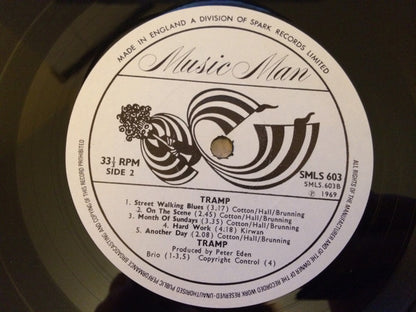 MADE IN ENGLAND A DIVISION OF SPARK RECORDS LIMITED
Music Man
33⅓ RPM
SIDE 2
SMLS 603
SMLS.603B
℗ 1969
TRAMP
1. Street Walking Blues (3.17) Cotton/Hall/Brunning
2. On The Scene (2.45) Cotton/Hall/Brunning
3. Month Of Sundays (3.35) Cotton/Hall/Brunning
4. Hard Work (4.18) Kirwan
5. Another Day (2.08) Cotton/Hall/Brunning
TRAMP
Produced by Peter Eden
Brio (1-3,5) Copyright Control (4)
ALL RIGHTS OF THE MANUFACTURER AND OF THE OWNER OF THE RECORDED WORK RESERVED-UNAUTHORISED PUBLIC PERFORMANCE BROADCASTING AND COPYING OF THIS RECORD PROHIBITED